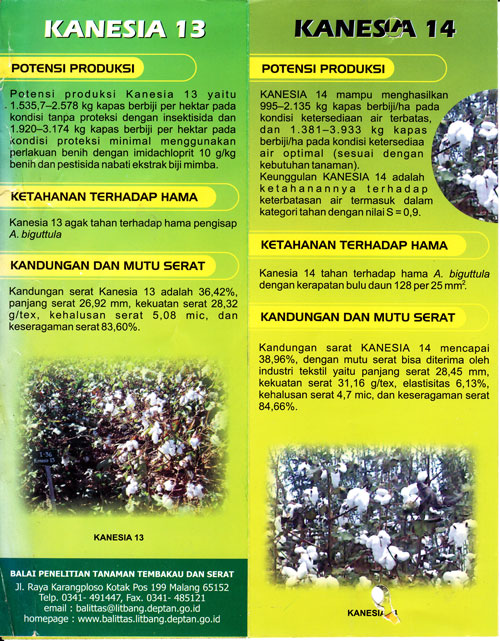 KANESIA 13
POTENSI PRODUKSI
Potensi produksi Kanesia 13 yaitu
1.535,7–2.578 kg kapas berbiji per hektar pada
kondisi tanpa proteksi dengan insektisida dan
1.920–3.174 kg kapas berbiji per hektar pada
kondisi proteksi minimal menggunakan
perlakuan benih dengan imidachloprit 10 g/kg
benih dan pestisida nabati ekstrak biji mimba.
KETAHANAN TERHADAP HAMA
Kanesia 13 agak tahan terhadap hama pengisap
A. biguttula
KANDUNGAN DAN MUTU SERAT
Kandungan serat Kanesia 13 adalah 36,42%,
panjang serat 26,92 mm, kekuatan serat 28,32
g/tex, kehalusan serat 5,08 mic, dan
keseragaman serat 83,60%.
KANESIA 13
BALAI PENELITIAN TANAMAN TEMBAKAU DAN SERAT
Jl. Raya Karangploso Kotak Pos 199 Malang 65152
Telp. 0341- 491447, Fax. 0341- 485121
email : balittas@litbang.deptan.go.id
homepage : www.balittas.litbang.deptan.go.id
KANESIA 14
POTENSI PRODUKSI
KANESIA 14 mampu menghasilkan
995–2.135 kg kapas berbiji/ha pada
kondisi ketersediaan air terbatas,
dan 1.381–3.933 kg kapas
berbiji/ha pada kondisi ketersediaa
air optimal (sesuai dengan
kebutuhan tanaman).
Keunggulan KANESIA 14 adalah
ketahanannya terhadap
keterbatasan air termasuk dalam
kategori tahan dengan nilai S = 0,9.
KETAHANAN TERHADAP HAMA
Kanesia 14 tahan terhadap hama A. biguttula
dengan kerapatan bulu daun 128 per 25 mm².
KANDUNGAN DAN MUTU SERAT
Kandungan sarat KANESIA 14 mencapai
38,96%, dengan mutu serat bisa diterima oleh
industri tekstil yaitu panjang serat 28,45 mm,
kekuatan serat 31,16 g/tex, elastisitas 6,13%,
kehalusan serat 4,7 mic, dan keseragaman serat
84,66%.